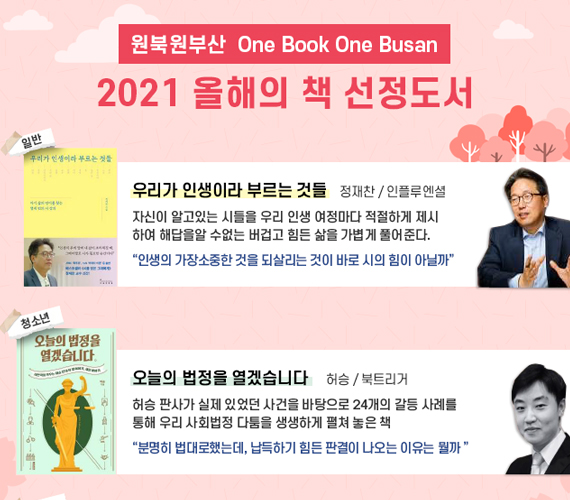 원북원부산 One Book One Busan
2021 올해의 책 선정도서
일반
우리가 인생이라 부르는 것들
우리가 인생이라 부르는 것들 정재찬 / 인플루엔셜
자신이 알고있는 시들을 우리 인생 여정마다 적절하게 제시
하여 해답을알 수없는 버겁고 힘든 삶을 가볍게 풀어준다.
“인생의 가장소중한 것을 되살리는 것이 바로 시의 힘이 아닐까”
청소년
오늘의 법정을
열겠습니다.
오늘의 법정을 열겠습니다 허승 / 북트리거
허승 판사가 실제 있었던 사건을 바탕으로 24개의 갈등 사례를
통해 우리 사회법정 다툼을 생생하게 펼쳐 놓은 책
“분명히 법대로했는데, 납득하기 힘든 판결이 나오는 이유는 뭘까 ”